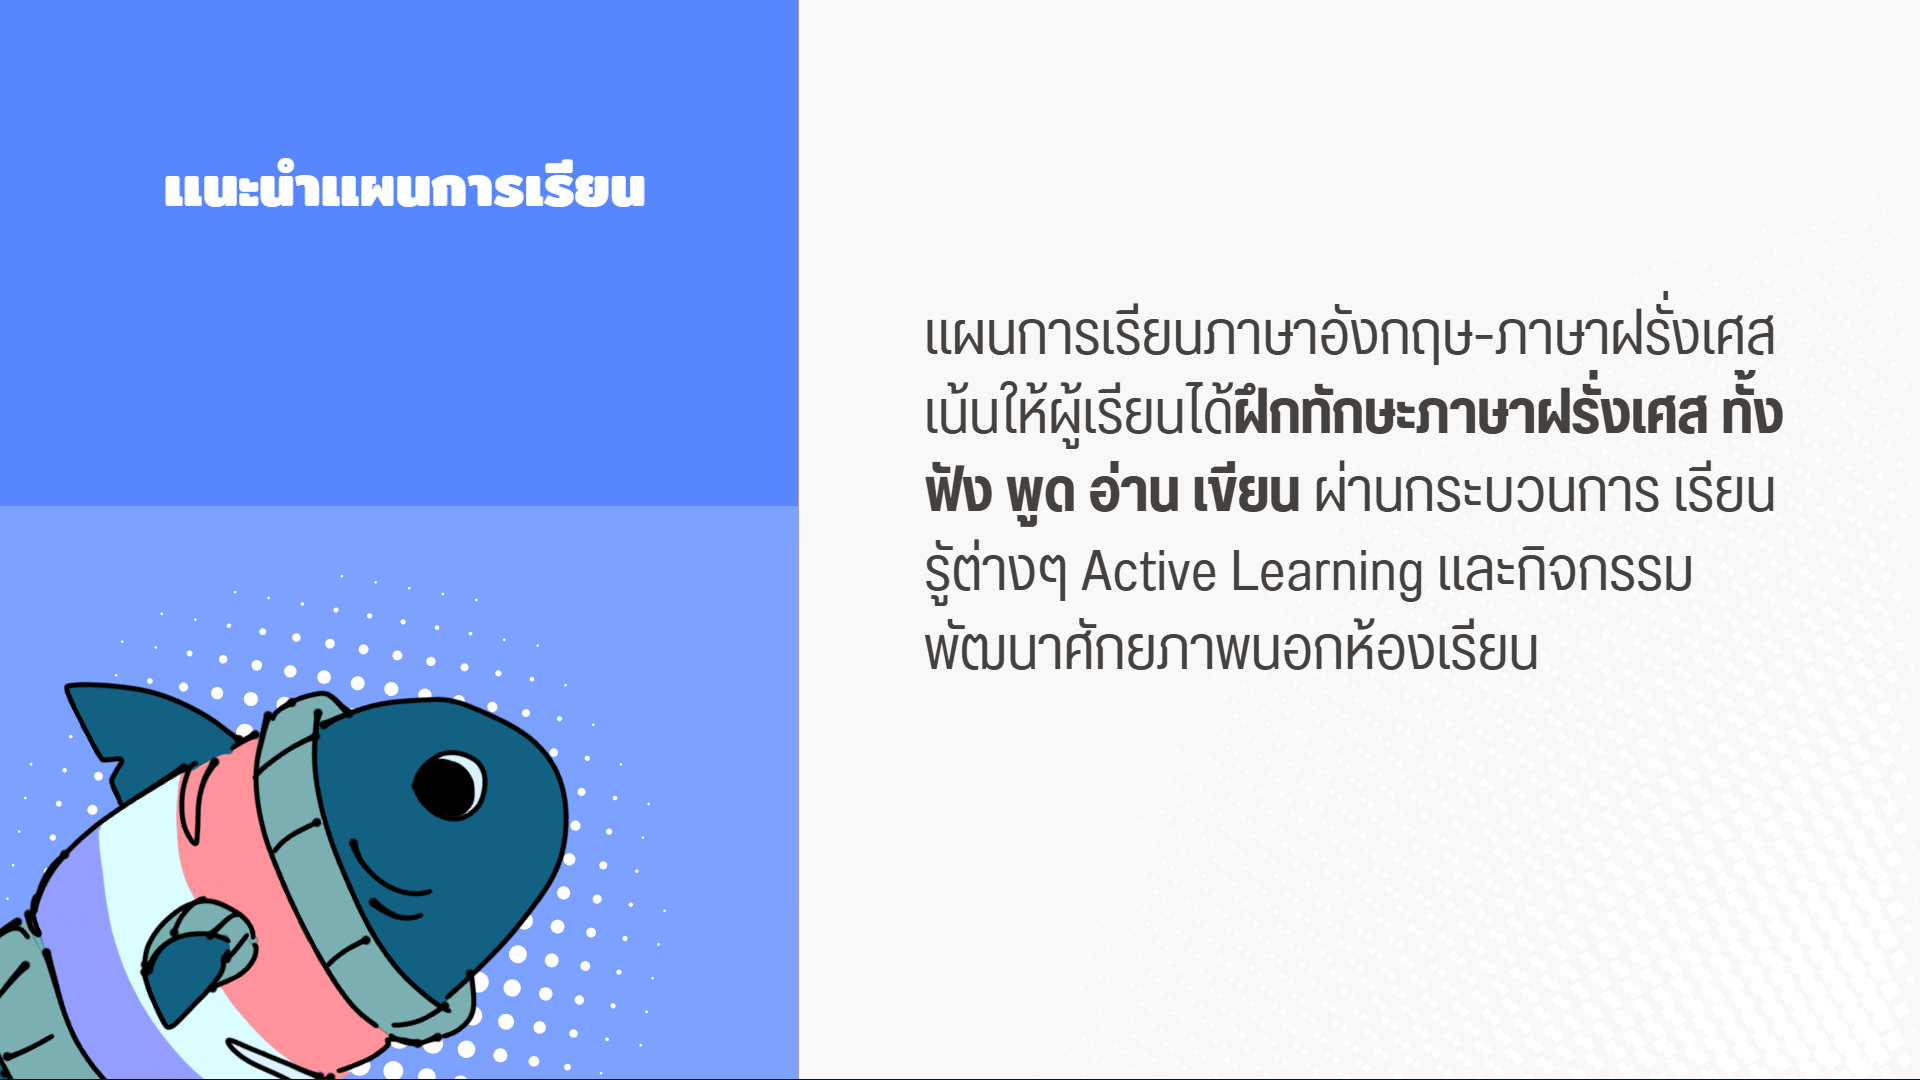 แนะนำแผนการเรียน
แผนการเรียนภาษาอังกฤษ-ภาษาฝรั่งเศส
เน้นให้ผู้เรียนได้ฝึกทักษะภาษาฝรั่งเศส ทั้ง
ฟัง พูด อ่าน เขียน ผ่านกระบวนการ เรียน
รู้ต่างๆ Active Learning และกิจกรรม
พัฒนาศักยภาพนอกห้องเรียน